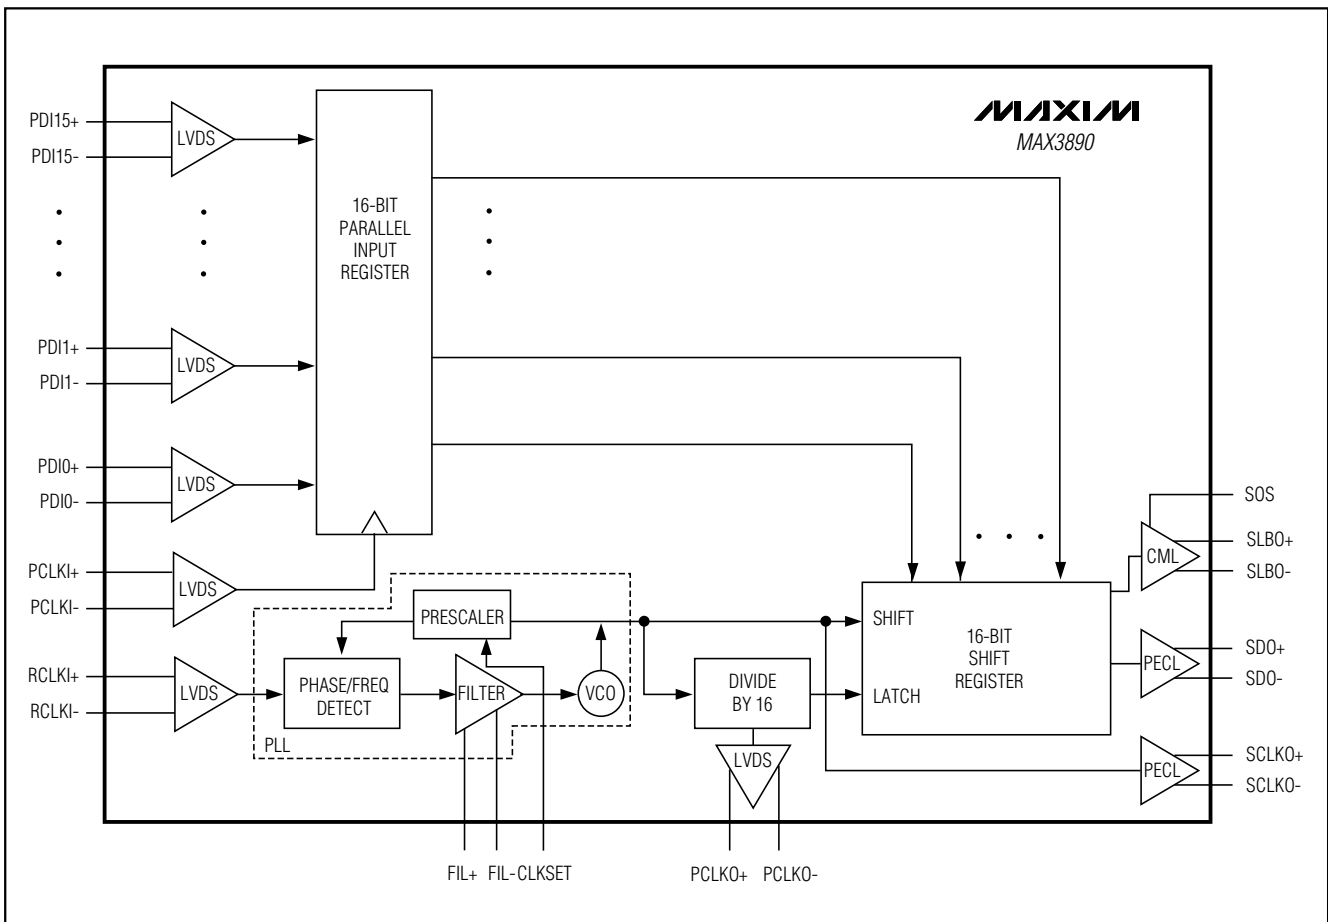 MAXIM
MAX3890
PDI15+
PDI15-
LVDS
16-BIT
PARALLEL
INPUT
REGISTER
PDI1+
PDI1-
LVDS
PDI0+
PDI0-
LVDS
PCLKI+
PCLKI-
LVDS
RCLKI+
RCLKI-
LVDS
PRESCALER
PHASE/FREQ
DETECT
FILTER
VCO
PLL
DIVIDE
BY 16
LVDS
SHIFT
LATCH
16-BIT
SHIFT
REGISTER
CML
PECL
PECL
SOS
SLBO+
SLBO-
SDO+
SDO-
SCLKO+
SCLKO-
FIL+
FIL-
CLKSET
PCLKO+
PCLKO-